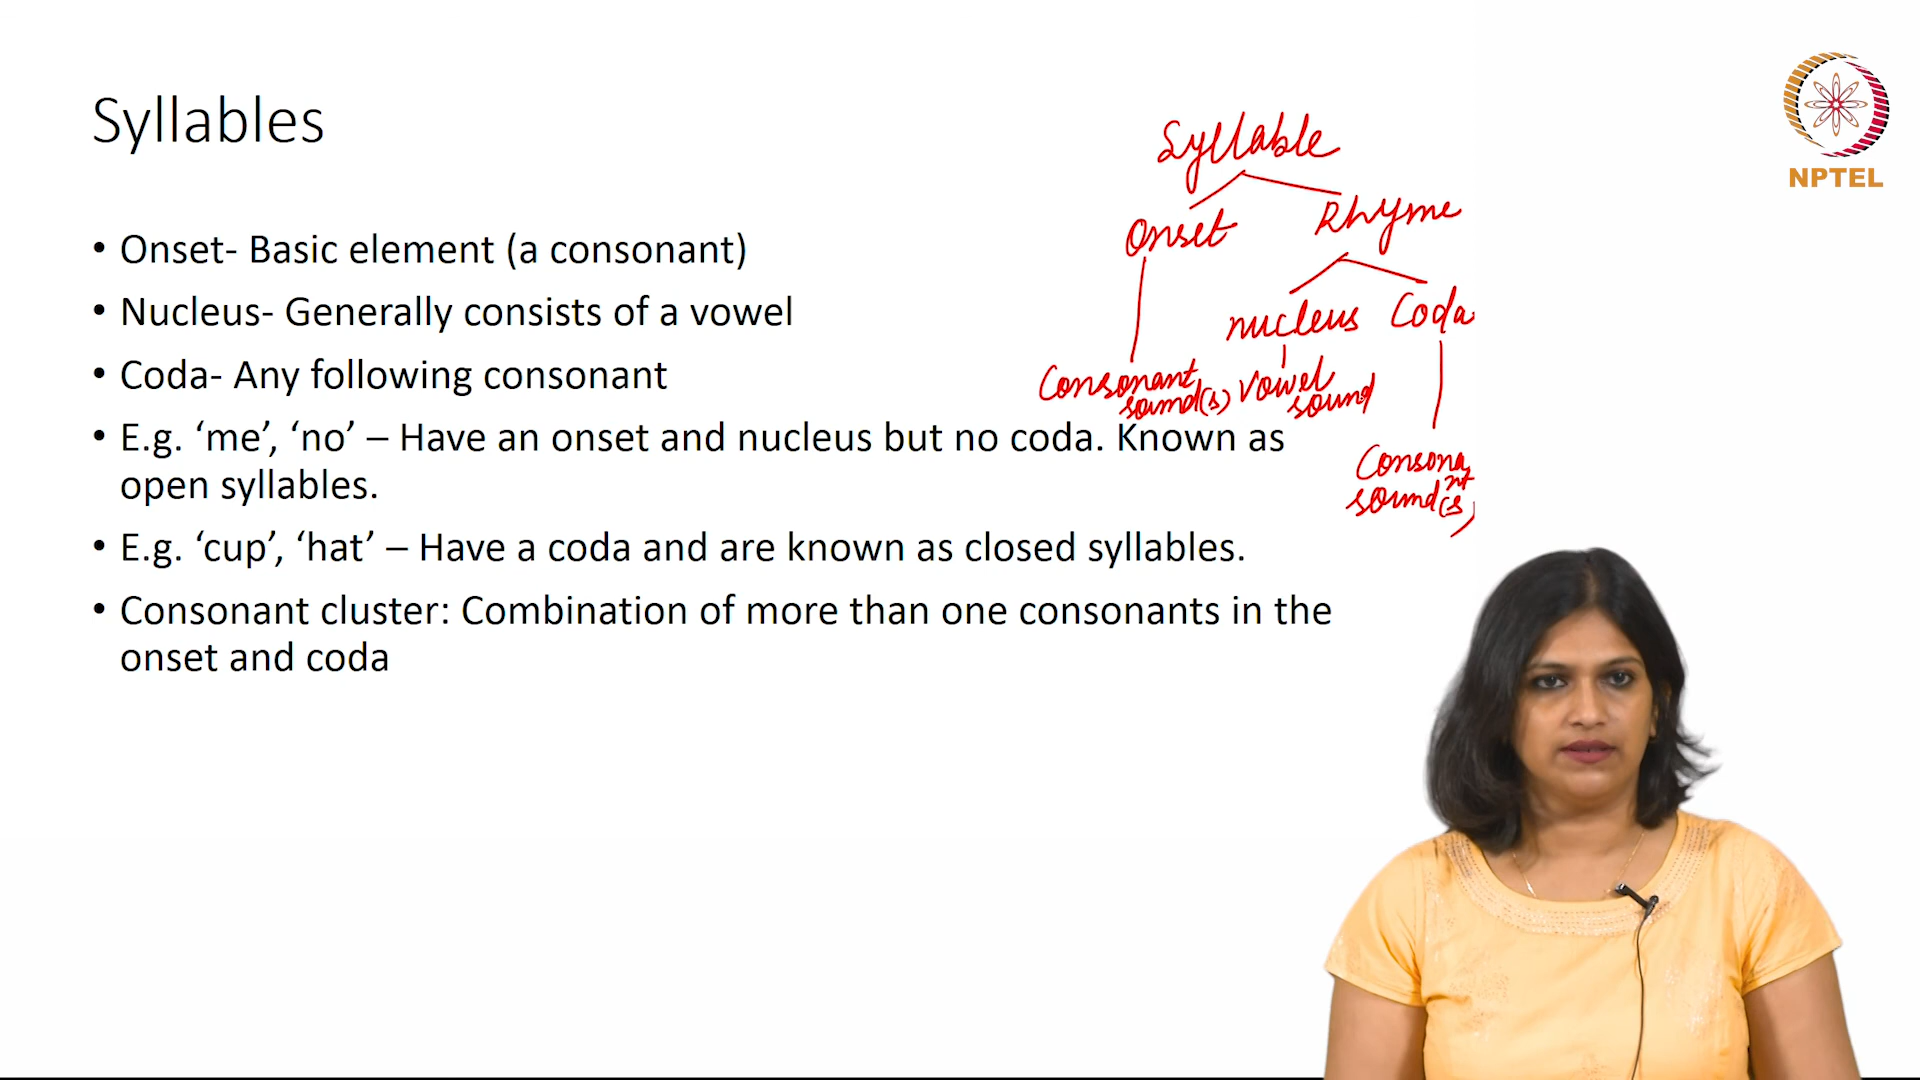 Syllables
NPTEL
• Onset- Basic element (a consonant)
• Nucleus- Generally consists of a vowel
• Coda- Any following consonant
• E.g. ‘me’, ‘no’ – Have an onset and nucleus but no coda. Known as
open syllables.
• E.g. ‘cup’, ‘hat’ – Have a coda and are known as closed syllables.
• Consonant cluster: Combination of more than one consonants in the
onset and coda
Syllable
Onset Rhyme
nucleus Coda
Consonant
sound(s)
Vowel
sound
Consona
nt
sound(s)